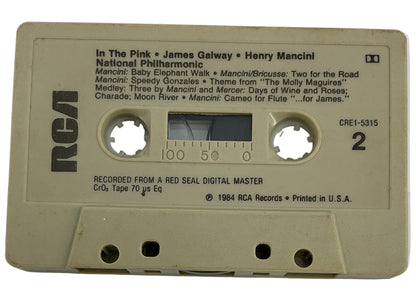 In The Pink • James Galway • Henry Mancini
National Philharmonic
Mancini: Baby Elephant Walk • Mancini/Bricusse: Two for the Road
Mancini: Speedy Gonzales • Theme from "The Molly Maguires"
Medley: Three by Mancini and Mercer: Days of Wine and Roses;
Charade; Moon River • Mancini: Cameo for Flute "...for James."
RCA
CRE1-5315
2
100 50 0
RECORDED FROM A RED SEAL DIGITAL MASTER
CrO₂ Tape 70 µs Eq
℗ 1984 RCA Records • Printed in U.S.A.